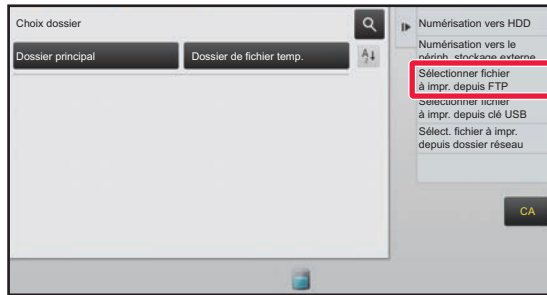 Choix dossier
Dossier principal
Dossier de fichier temp.
Numérisation vers HDD
Numérisation vers le
périph. stockage externe
Sélectionner fichier
à impr. depuis FTP
Sélectionner fichier
à impr. depuis clé USB
Sélect. fichier à impr.
depuis dossier réseau
CA